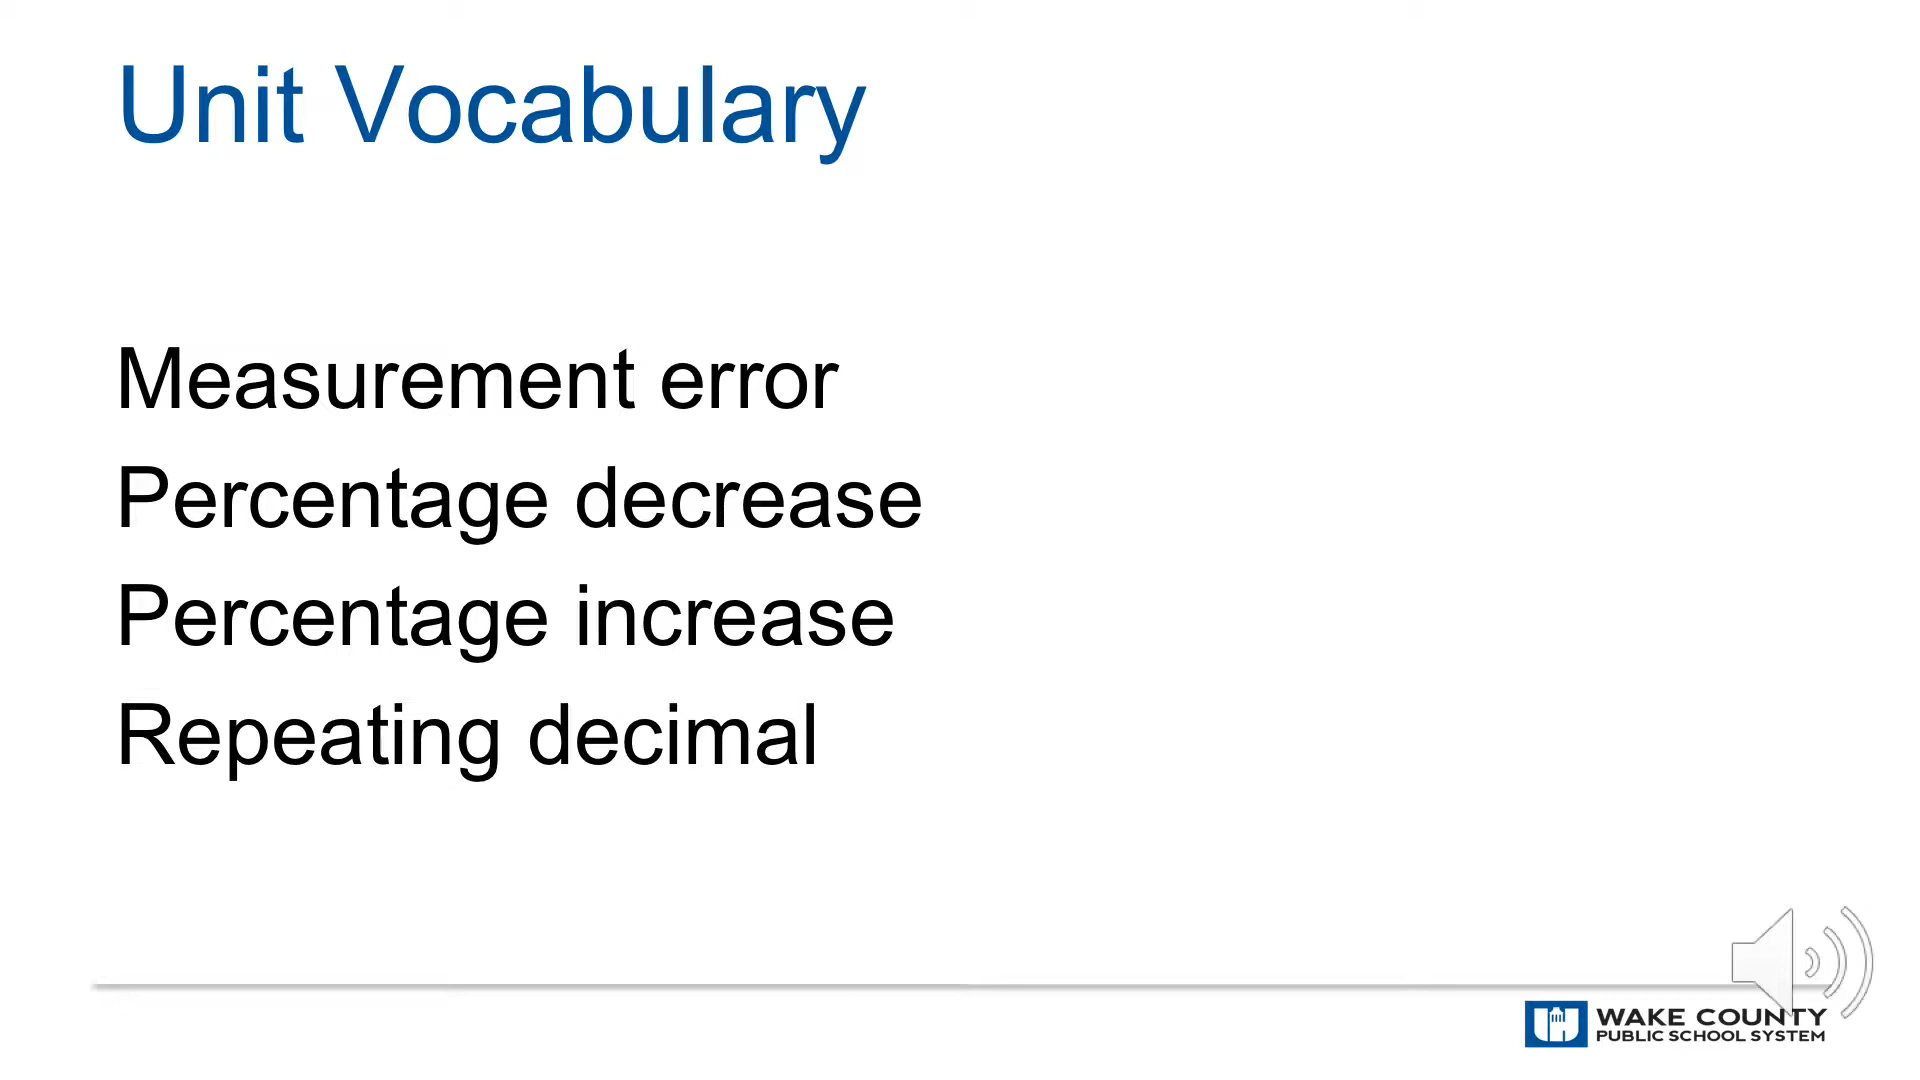 Unit Vocabulary
Measurement error
Percentage decrease
Percentage increase
Repeating decimal
WAKE COUNTY
PUBLIC SCHOOL SYSTEM